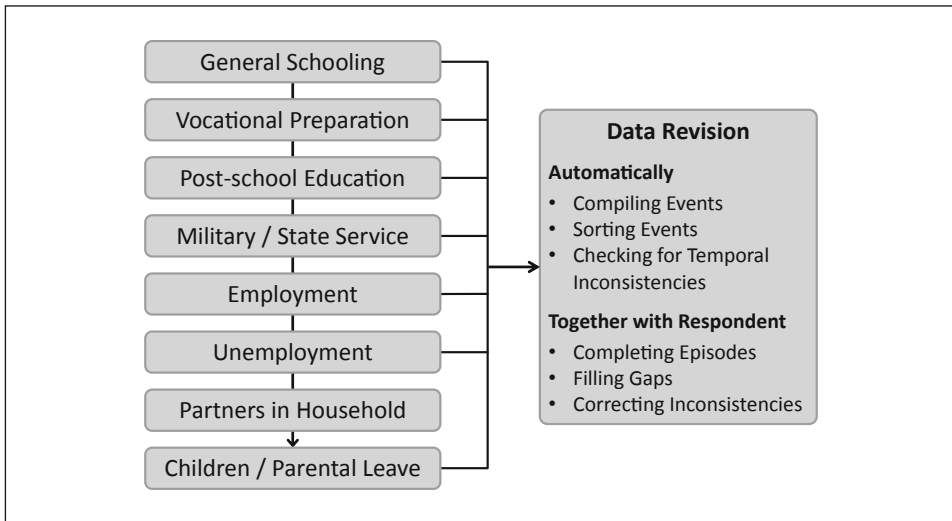 General Schooling
Vocational Preparation
Post-school Education
Military / State Service
Employment
Unemployment
Partners in Household
Children / Parental Leave
Data Revision
Automatically
• Compiling Events
• Sorting Events
• Checking for Temporal
Inconsistencies
Together with Respondent
• Completing Episodes
• Filling Gaps
• Correcting Inconsistencies